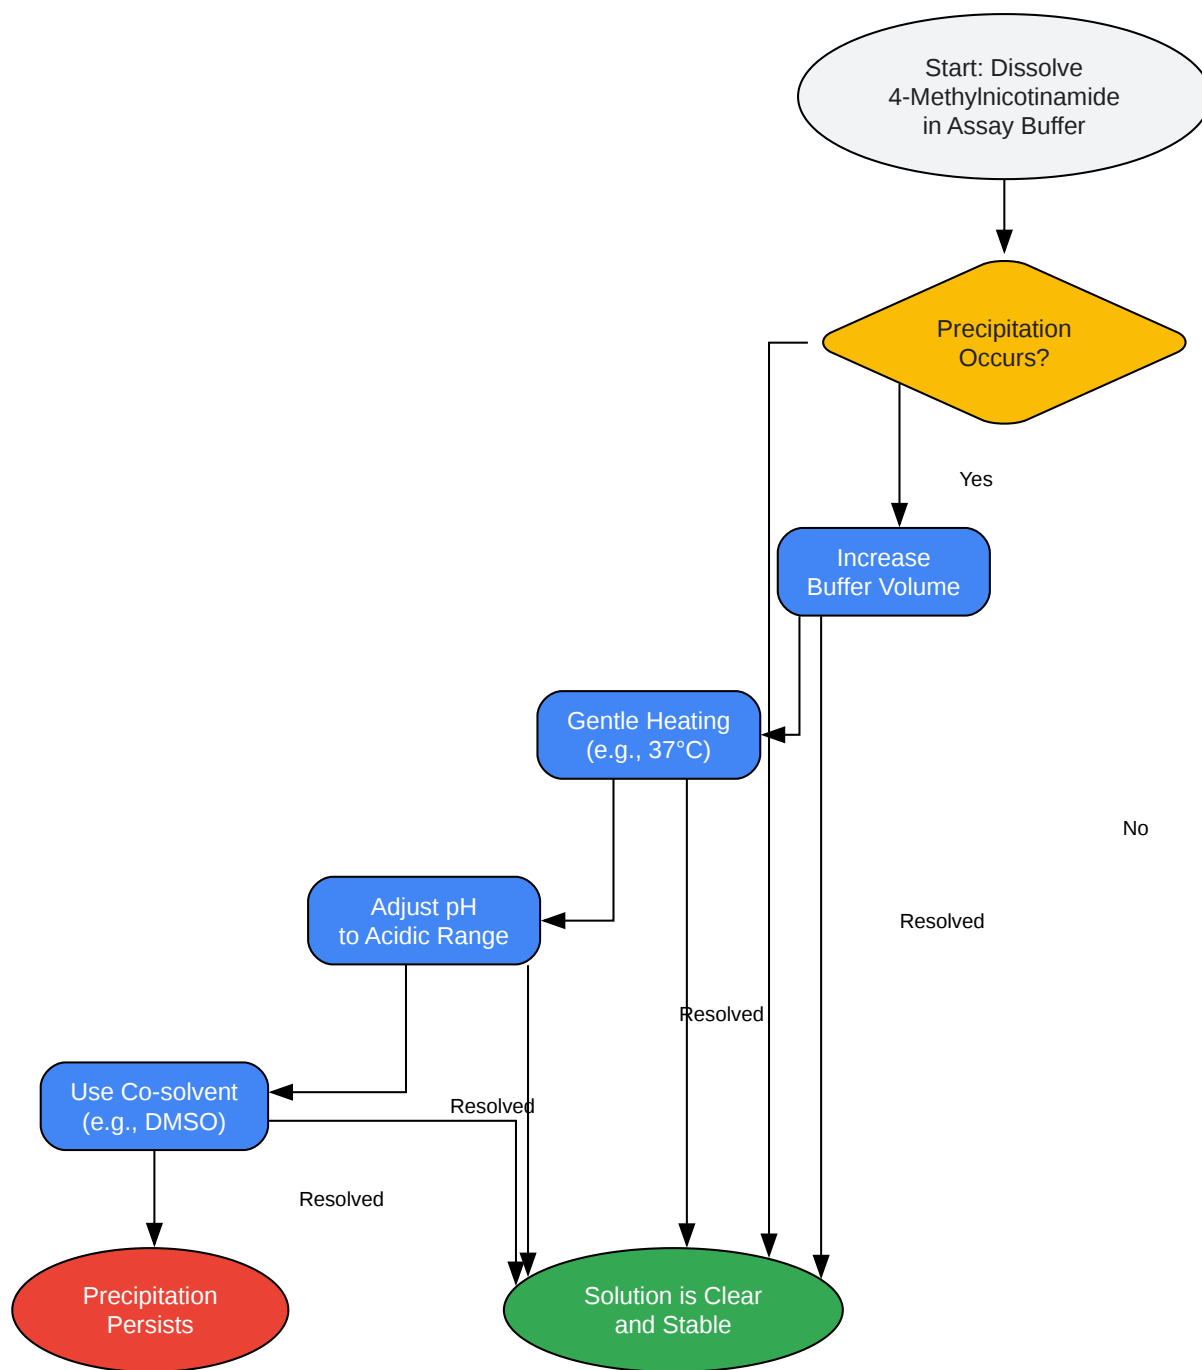 Start: Dissolve
4-Methylnicotinamide
in Assay Buffer
Precipitation
Occurs?
Yes
Increase
Buffer Volume
Gentle Heating
(e.g., 37°C)
No
Adjust pH
to Acidic Range
Resolved
Resolved
Use Co-solvent
(e.g., DMSO)
Resolved
Resolved
Precipitation
Persists
Solution is Clear
and Stable